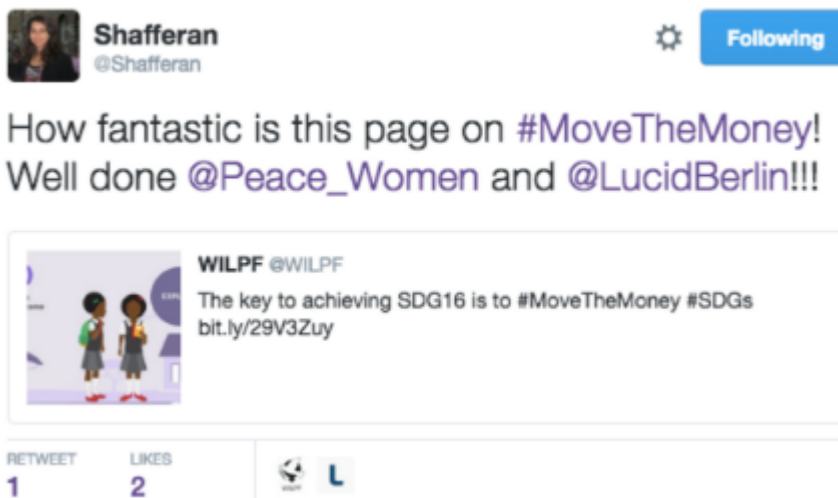 Shafferan
@Shafferan
Following
How fantastic is this page on #MoveTheMoney!
Well done @Peace_Women and @LucidBerlin!!!
WILPF @WILPF
The key to achieving SDG16 is to #MoveTheMoney #SDGs
bit.ly/29V3Zuy
RETWEET
1
LIKES
2
L